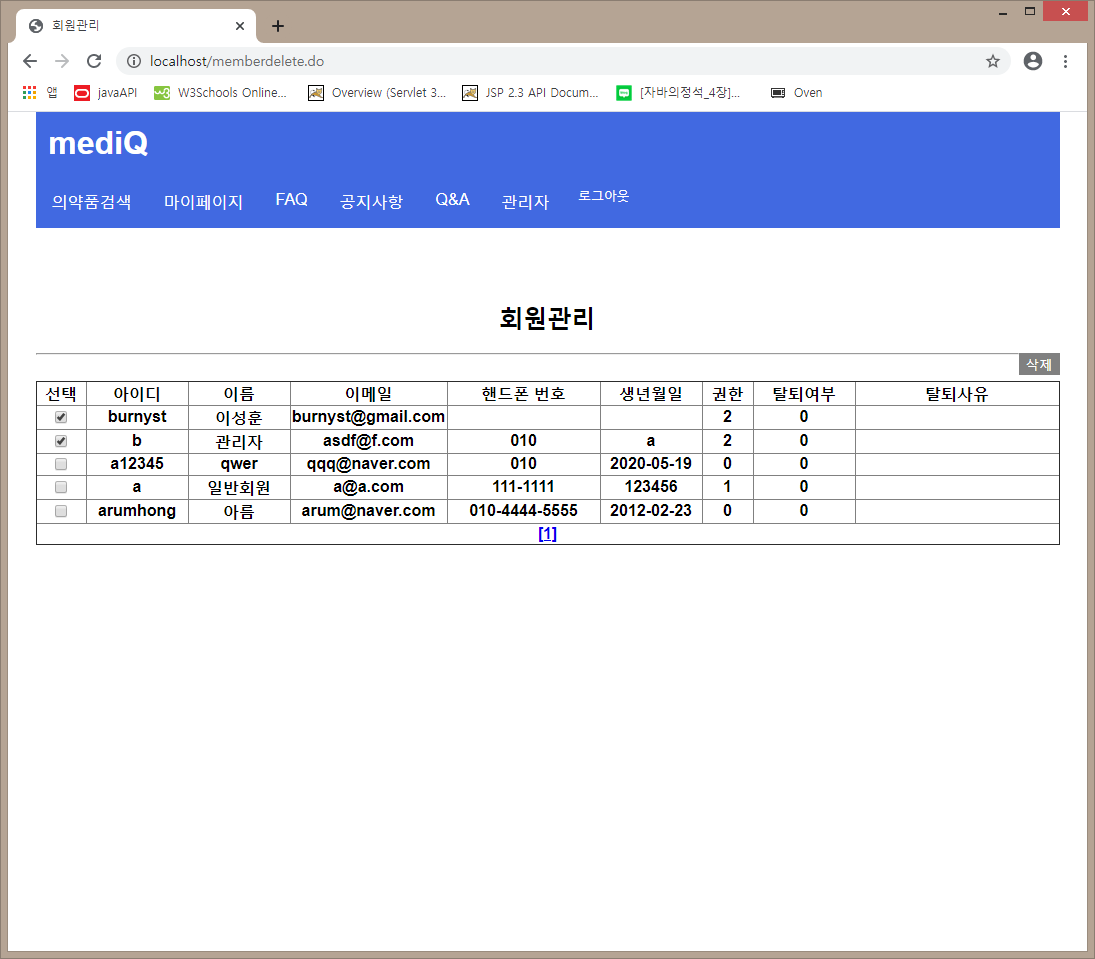 회원관리
localhost/memberdelete.do
앱 javaAPI W3Schools Online... Overview (Servlet 3... JSP 2.3 API Docum... [자바의정석_4장]... Oven
mediQ
의약품검색 마이페이지 FAQ 공지사항 Q&A 관리자 로그아웃
회원관리
삭제
선택 아이디 이름 이메일 핸드폰 번호 생년월일 권한 탈퇴여부 탈퇴사유
burnyst 이성훈 burnyst@gmail.com 2 0
b 관리자 asdf@f.com 010 a 2 0
a12345 qwer qqq@naver.com 010 2020-05-19 0 0
a 일반회원 a@a.com 111-1111 123456 1 0
arumhong 아름 arum@naver.com 010-4444-5555 2012-02-23 0 0
[1]